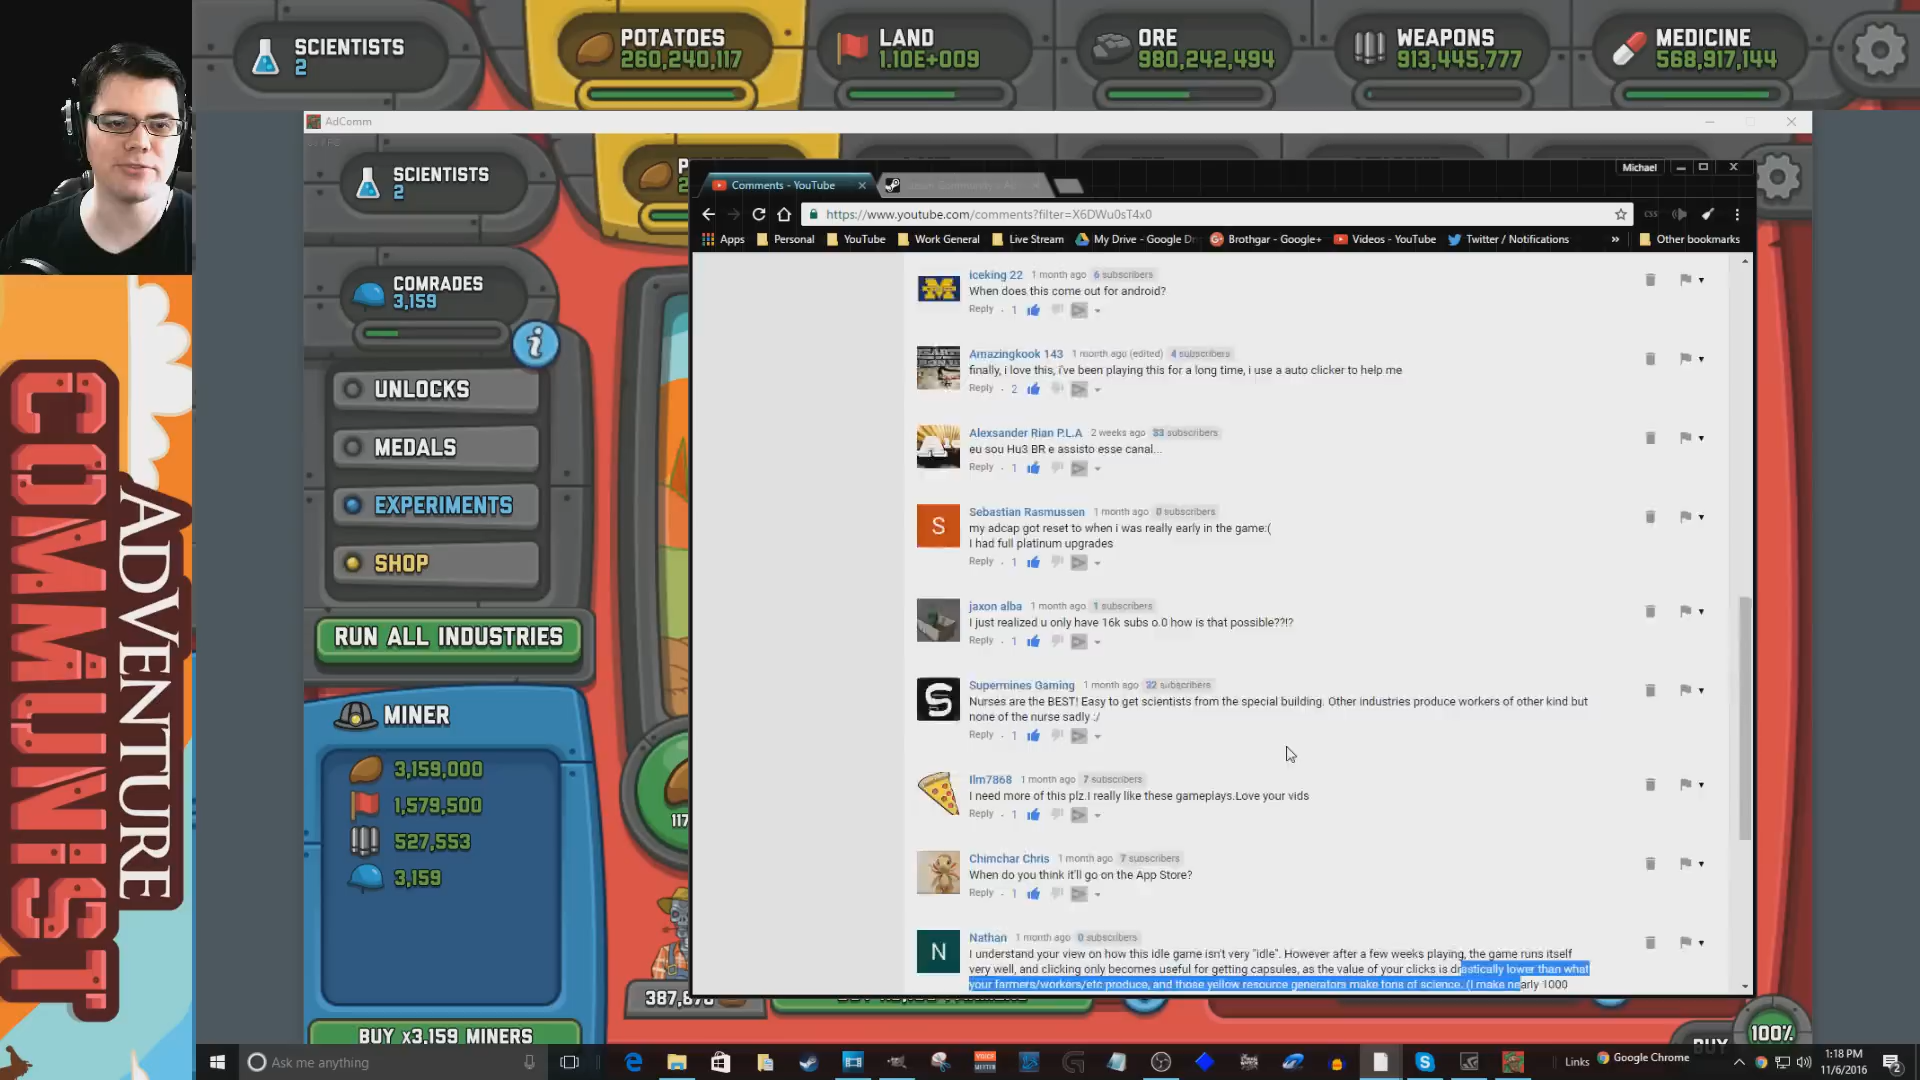 SCIENTISTS
2
POTATOES
260,240,117
LAND
1.10E+009
ORE
980,242,494
WEAPONS
913,445,777
MEDICINE
568,917,144
AdComm
SCIENTISTS
2
COMRADES
3,159
UNLOCKS
MEDALS
EXPERIMENTS
SHOP
RUN ALL INDUSTRIES
MINER
3,159,000
1,579,500
527,553
3,159
BUY x3,159 MINERS
ADVENTURE
COMMUNIST
Michael
Comments - YouTube
https://www.youtube.com/comments?filter=X6DWu0sT4x0
Apps Personal YouTube Work General Live Stream My Drive - Google Dr Brothgar - Google+ Videos - YouTube Twitter / Notifications » Other bookmarks
iceking 22 1 month ago 6 subscribers
When does this come out for android?
Reply · 1
Amazingkook 143 1 month ago (edited) 4 subscribers
finally, i love this, i've been playing this for a long time, i use a auto clicker to help me
Reply · 2
Alexsander Rian P.L.A 2 weeks ago 33 subscribers
eu sou Hu3 BR e assisto esse canal...
Reply · 1
Sebastian Rasmussen 1 month ago 0 subscribers
my adcap got reset to when i was really early in the game:(
I had full platinum upgrades
Reply · 1
jaxon alba 1 month ago 1 subscribers
I just realized u only have 16k subs o.0 how is that possible??!?
Reply · 1
Supermines Gaming 1 month ago 22 subscribers
Nurses are the BEST! Easy to get scientists from the special building. Other industries produce workers of other kind but
none of the nurse sadly :/
Reply · 1
Ilm7868 1 month ago 7 subscribers
I need more of this plz.I really like these gameplays.Love your vids
Reply · 1
Chimchar Chris 1 month ago 7 subscribers
When do you think it'll go on the App Store?
Reply · 1
Nathan 1 month ago 0 subscribers
I understand your view on how this idle game isn't very "idle". However after a few weeks playing, the game runs itself
very well, and clicking only becomes useful for getting capsules, as the value of your clicks is drastically lower than what
your farmers/workers/etc produce, and those yellow resource generators make tons of science. (I make nearly 1000
S
N
117
BUY
100%
Ask me anything
Links
Google Chrome
1:18 PM
11/6/2016
2